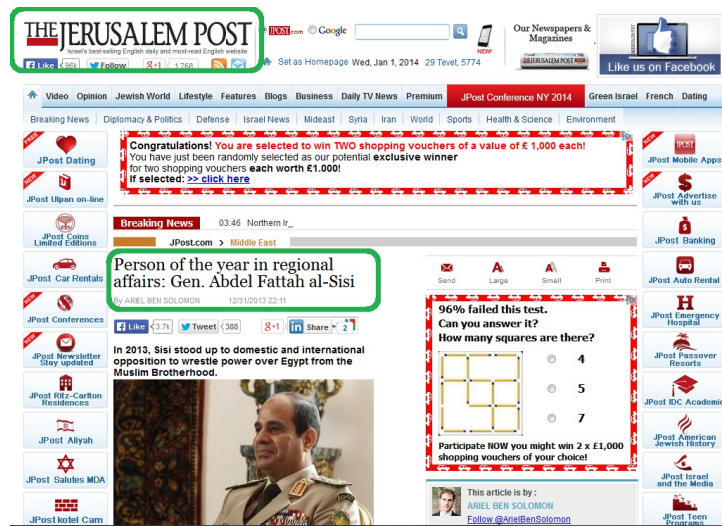 THE JERUSALEM POST
Israel's best-selling English daily and most-read English website
Like 96k Follow 8+1 1,768
JPOST.com Google
NEW!
Set as Homepage Wed, Jan 1, 2014 29 Tevet, 5774
Our Newspapers &
Magazines
THE JERUSALEM POST
Like us on Facebook
Video Opinion Jewish World Lifestyle Features Blogs Business Daily TV News Premium JPost Conference NY 2014 Green Israel French Dating
Breaking News Diplomacy & Politics Defense Israel News Mideast Syria Iran World Sports Health & Science Environment
FREE
JPost Dating
NEW
JPost Ulpan on-line
JPost Coins
Limited Editions
JPost Car Rentals
NEW
JPost Conferences
NEW
JPost Newsletter
Stay updated
JPost Ritz-Carlton
Residences
JPost Aliyah
JPost Salutes MDA
JPost kotel Cam
Congratulations! You are selected to win TWO shopping vouchers of a value of £ 1,000 each!
You have just been randomly selected as our potential exclusive winner
for two shopping vouchers each worth £1.000!
If selected: >> click here
Breaking News 03:46 Northern Ir_
JPost.com > Middle East
Person of the year in regional
affairs: Gen. Abdel Fattah al-Sisi
By ARIEL BEN SOLOMON 12/31/2013 22:11
Like 3.7k Tweet 388 8+1 in Share 2
In 2013, Sisi stood up to domestic and international
opposition to wrestle power over Egypt from the
Muslim Brotherhood.
Send Large Small Print
96% failed this test.
Can you answer it?
How many squares are there?
4
5
7
Participate NOW you might win 2 x £1,000
shopping vouchers of your choice!
This article is by :
ARIEL BEN SOLOMON
Follow @ArielBenSolomon
NEW
JPOST
JPost Mobile Apps
NEW
JPost Advertise
with us
JPost Banking
JPost Auto Rental
JPost Emergency
Hospital
JPost Passover
Resorts
JPost IDC Academic
JPost American
Jewish History
JPost Israel
and the Media
JPost Teen
Programs